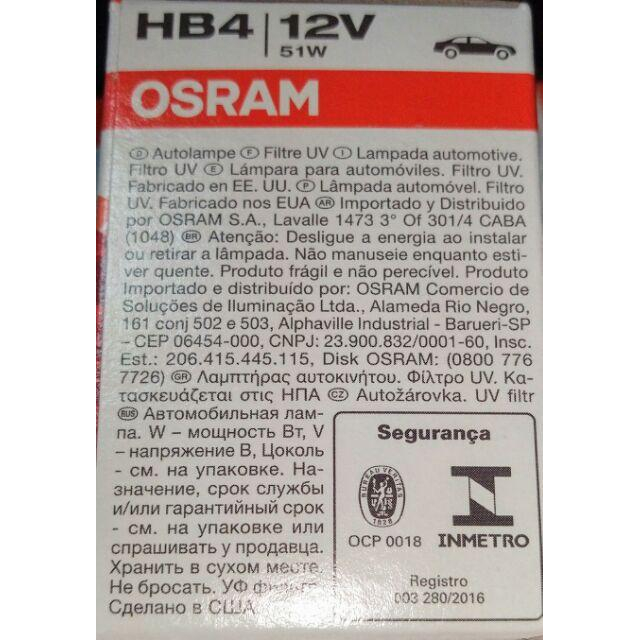 HB4 | 12V
51W
OSRAM
Ⓓ Autolampe Ⓕ Filtre UV Ⓘ Lampada automotive.
Filtro UV Ⓔ Lámpara para automóviles. Filtro UV.
Fabricado en EE. UU. Ⓟ Lâmpada automóvel. Filtro
UV. Fabricado nos EUA AR Importado y Distribuido
por OSRAM S.A., Lavalle 1473 3° Of 301/4 CABA
(1048) BR Atenção: Desligue a energia ao instalar
ou retirar a lâmpada. Não manuseie enquanto esti-
ver quente. Produto frágil e não perecível. Produto
Importado e distribuído por: OSRAM Comercio de
Soluções de Iluminação Ltda., Alameda Rio Negro,
161 conj 502 e 503, Alphaville Industrial - Barueri-SP
– CEP 06454-000, CNPJ: 23.900.832/0001-60, Insc.
Est.: 206.415.445.115, Disk OSRAM: (0800 776
7726) GR Λαμπτήρας αυτοκινήτου. Φίλτρο UV. Κα-
τασκευάζεται στις ΗΠΑ CZ Autožárovka. UV filtr
RUS Автомобильная лам-
па. W – мощность Вт, V
– напряжение В, Цоколь
- см. на упаковке. На-
значение, срок службы
и/или гарантийный срок
- см. на упаковке или
спрашивать у продавца.
Хранить в сухом месте.
Не бросать. УФ фильтр.
Сделано в США
Segurança
BUREAU VERITAS
1828
OCP 0018
INMETRO
Registro
003 280/2016